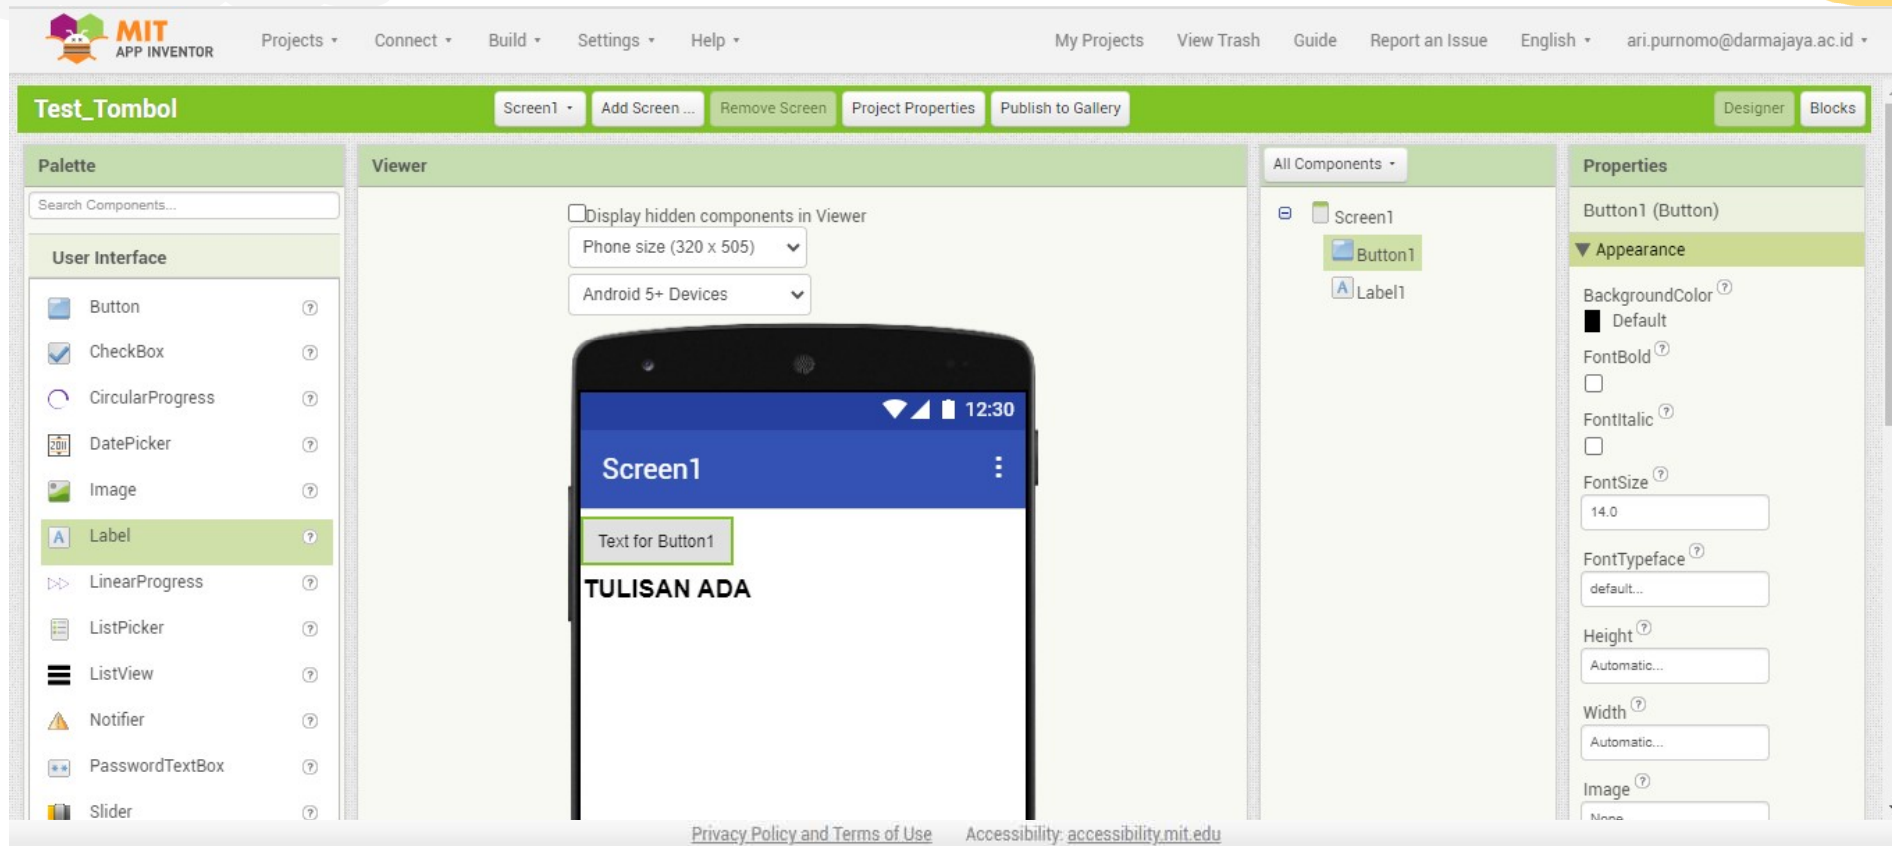 MIT
APP INVENTOR
Projects
Connect
Build
Settings
Help
My Projects
View Trash
Guide
Report an Issue
English
ari.purnomo@darmajaya.ac.id
Test_Tombol
Screen1
Add Screen ...
Remove Screen
Project Properties
Publish to Gallery
Designer
Blocks
Palette
Search Components...
User Interface
Button
CheckBox
CircularProgress
2011
DatePicker
Image
A Label
LinearProgress
ListPicker
ListView
Notifier
PasswordTextBox
Slider
Viewer
Display hidden components in Viewer
Phone size (320 x 505)
Android 5+ Devices
12:30
Screen1
Text for Button1
TULISAN ADA
All Components
Screen1
Button1
A Label1
Properties
Button1 (Button)
Appearance
BackgroundColor ?
Default
FontBold ?
FontItalic ?
FontSize ?
14.0
FontTypeface ?
default...
Height ?
Automatic...
Width ?
Automatic...
Image ?
None
Privacy Policy and Terms of Use
Accessibility: accessibility.mit.edu